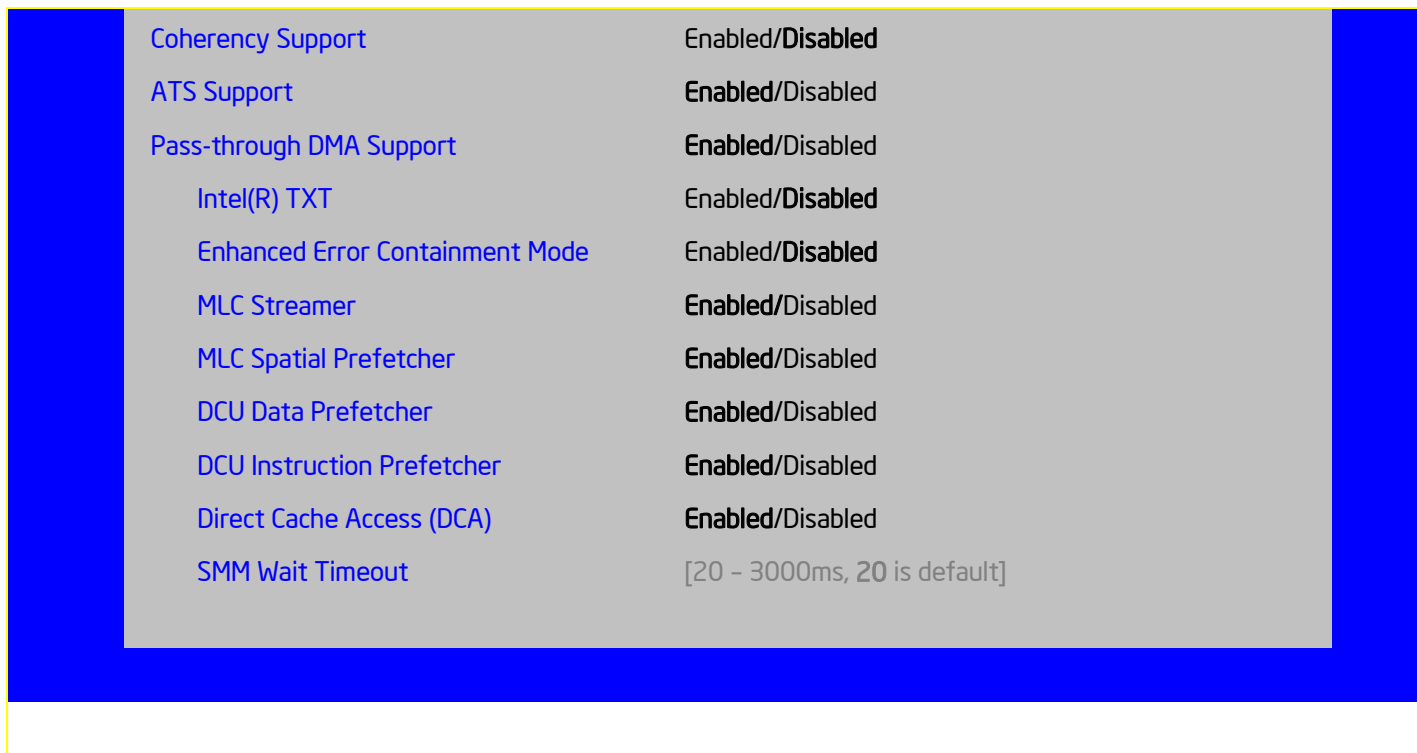 Coherency Support Enabled/Disabled
ATS Support Enabled/Disabled
Pass-through DMA Support Enabled/Disabled
Intel(R) TXT Enabled/Disabled
Enhanced Error Containment Mode Enabled/Disabled
MLC Streamer Enabled/Disabled
MLC Spatial Prefetcher Enabled/Disabled
DCU Data Prefetcher Enabled/Disabled
DCU Instruction Prefetcher Enabled/Disabled
Direct Cache Access (DCA) Enabled/Disabled
SMM Wait Timeout [20 – 3000ms, 20 is default]